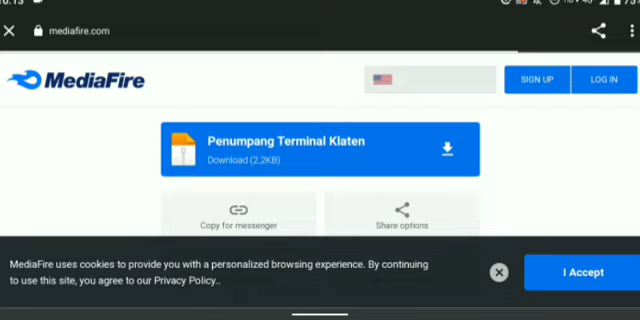 mediafire.com
MediaFire
SIGN UP
LOG IN
Penumpang Terminal Klaten
Download (2.2KB)
Copy for messenger
Share options
MediaFire uses cookies to provide you with a personalized browsing experience. By continuing
to use this site, you agree to our Privacy Policy..
I Accept